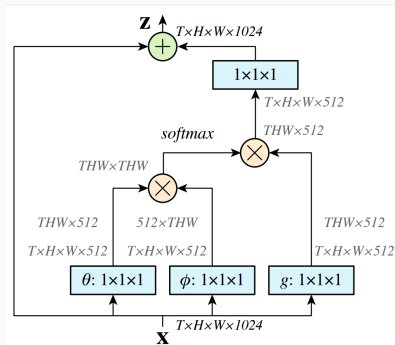 z
T×H×W×1024
1×1×1
T×H×W×512
softmax
THW×512
THW×THW
THW×512
512×THW
THW×512
T×H×W×512
T×H×W×512
T×H×W×512
θ: 1×1×1
ϕ: 1×1×1
g: 1×1×1
T×H×W×1024
x